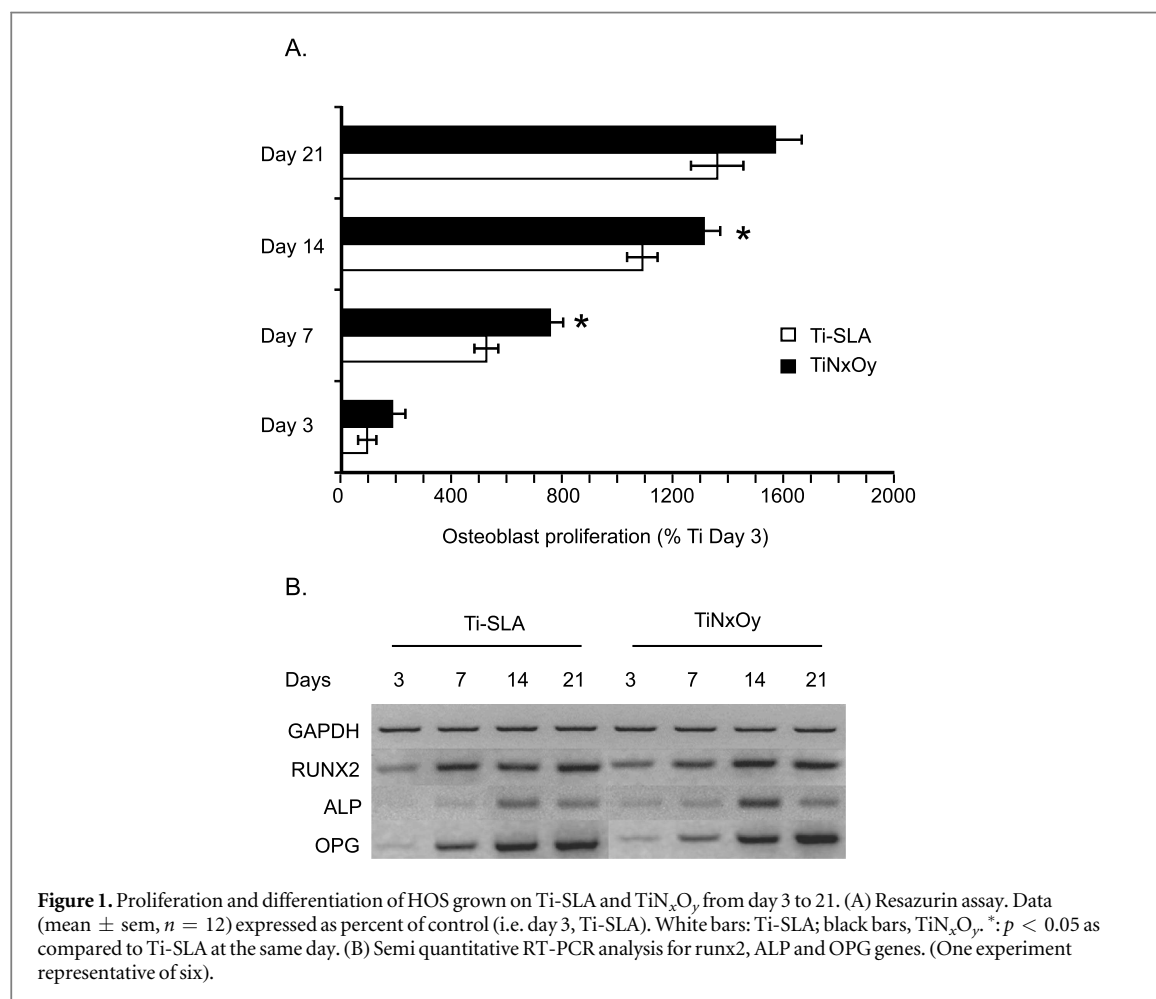 A.
Day 21
Day 14
*
Day 7
*
Day 3
Ti-SLA
TiNxOy
0 400 800 1200 1600 2000
Osteoblast proliferation (% Ti Day 3)
B.
Ti-SLA TiNxOy
Days 3 7 14 21 3 7 14 21
GAPDH
RUNX2
ALP
OPG
Figure 1. Proliferation and differentiation of HOS grown on Ti-SLA and TiNxOy from day 3 to 21. (A) Resazurin assay. Data
(mean ± sem, n = 12) expressed as percent of control (i.e. day 3, Ti-SLA). White bars: Ti-SLA; black bars, TiNxOy. *: p < 0.05 as
compared to Ti-SLA at the same day. (B) Semi quantitative RT-PCR analysis for runx2, ALP and OPG genes. (One experiment
representative of six).